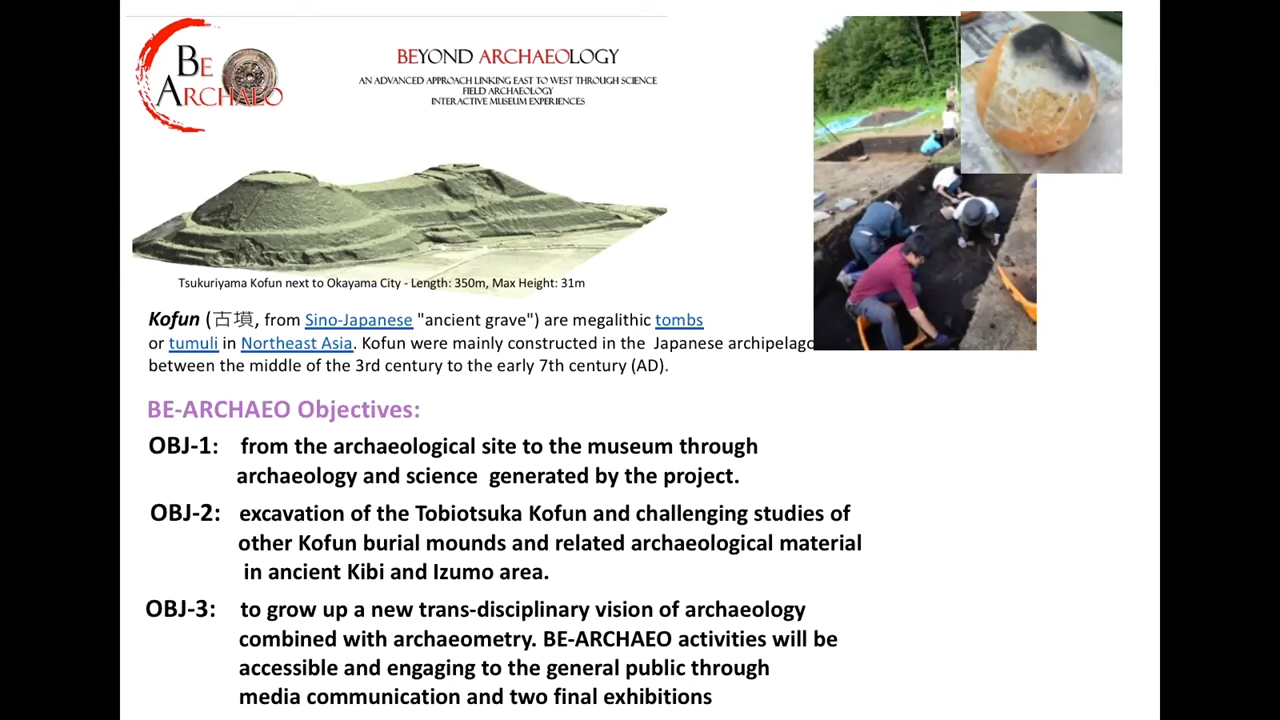 BE
ARCHAEO
BEYOND ARCHAEOLOGY
AN ADVANCED APPROACH LINKING EAST TO WEST THROUGH SCIENCE
FIELD ARCHAEOLOGY
INTERACTIVE MUSEUM EXPERIENCES
Tsukuriyama Kofun next to Okayama City - Length: 350m, Max Height: 31m
Kofun (古墳, from Sino-Japanese "ancient grave") are megalithic tombs
or tumuli in Northeast Asia. Kofun were mainly constructed in the Japanese archipelago
between the middle of the 3rd century to the early 7th century (AD).
BE-ARCHAEO Objectives:
OBJ-1: from the archaeological site to the museum through
archaeology and science generated by the project.
OBJ-2: excavation of the Tobiotsuka Kofun and challenging studies of
other Kofun burial mounds and related archaeological material
in ancient Kibi and Izumo area.
OBJ-3: to grow up a new trans-disciplinary vision of archaeology
combined with archaeometry. BE-ARCHAEO activities will be
accessible and engaging to the general public through
media communication and two final exhibitions